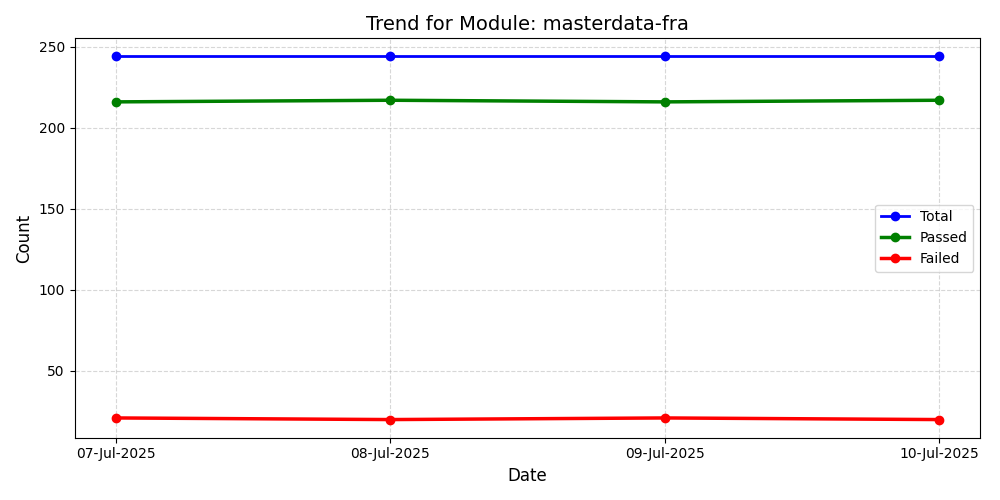 Trend for Module: masterdata-fra
250
200
150
100
50
Count
Total
Passed
Failed
07-Jul-2025
08-Jul-2025
09-Jul-2025
10-Jul-2025
Date